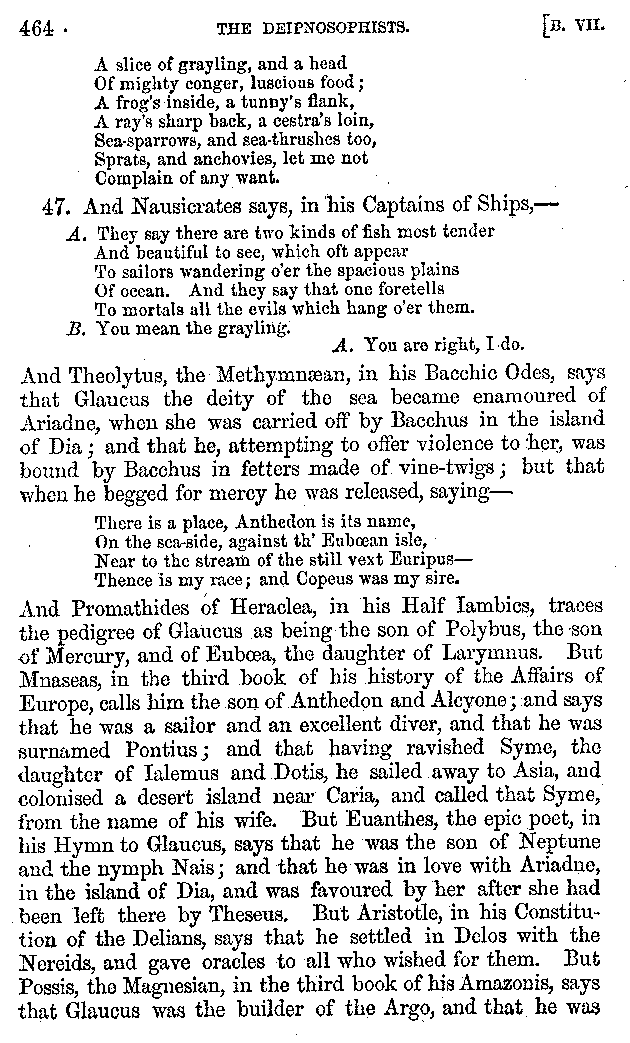 464 · THE DEIPNOSOPHISTS. [B. VII.
A slice of grayling, and a head
Of mighty conger, luscious food;
A frog's inside, a tunny's flank,
A ray's sharp back, a cestra's loin,
Sea-sparrows, and sea-thrushes too,
Sprats, and anchovies, let me not
Complain of any want.
47. And Nausicrates says, in his Captains of Ships,—
A. They say there are two kinds of fish most tender
And beautiful to see, which oft appear
To sailors wandering o'er the spacious plains
Of ocean. And they say that one foretells
To mortals all the evils which hang o'er them.
B. You mean the grayling.
A. You are right, I do.
And Theolytus, the Methymnæan, in his Bacchic Odes, says
that Glaucus the deity of the sea became enamoured of
Ariadne, when she was carried off by Bacchus in the island
of Dia; and that he, attempting to offer violence to her, was
bound by Bacchus in fetters made of vine-twigs; but that
when he begged for mercy he was released, saying—
There is a place, Anthedon is its name,
On the sea-side, against th' Eubœan isle,
Near to the stream of the still vext Euripus—
Thence is my race; and Copeus was my sire.
And Promathides of Heraclea, in his Half Iambics, traces
the pedigree of Glaucus as being the son of Polybus, the son
of Mercury, and of Eubœa, the daughter of Larymnus. But
Mnaseas, in the third book of his history of the Affairs of
Europe, calls him the son of Anthedon and Alcyone; and says
that he was a sailor and an excellent diver, and that he was
surnamed Pontius; and that having ravished Syme, the
daughter of Ialemus and Dotis, he sailed away to Asia, and
colonised a desert island near Caria, and called that Syme,
from the name of his wife. But Euanthes, the epic poet, in
his Hymn to Glaucus, says that he was the son of Neptune
and the nymph Nais; and that he was in love with Ariadne,
in the island of Dia, and was favoured by her after she had
been left there by Theseus. But Aristotle, in his Constitu-
tion of the Delians, says that he settled in Delos with the
Nereids, and gave oracles to all who wished for them. But
Possis, the Magnesian, in the third book of his Amazonis, says
that Glaucus was the builder of the Argo, and that he was